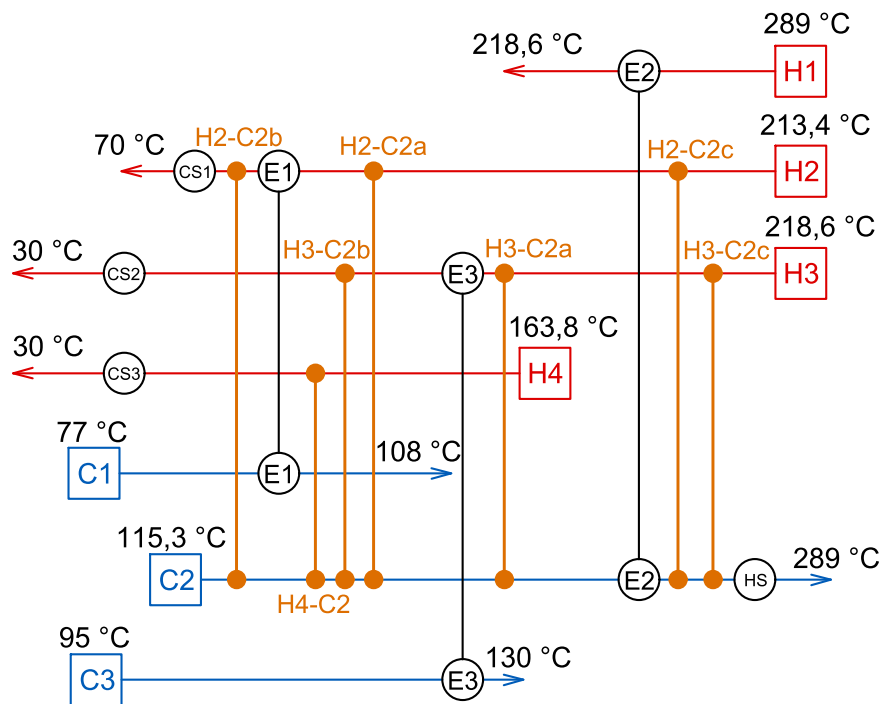 289 °C
218,6 °C
E2
H1
213,4 °C
H2-C2b
H2-C2a
H2-C2c
70 °C
CS1
E1
H2
218,6 °C
30 °C
H3-C2b
H3-C2a
H3-C2c
CS2
E3
H3
163,8 °C
30 °C
CS3
H4
77 °C
108 °C
C1
E1
115,3 °C
289 °C
C2
E2
HS
H4-C2
95 °C
130 °C
C3
E3